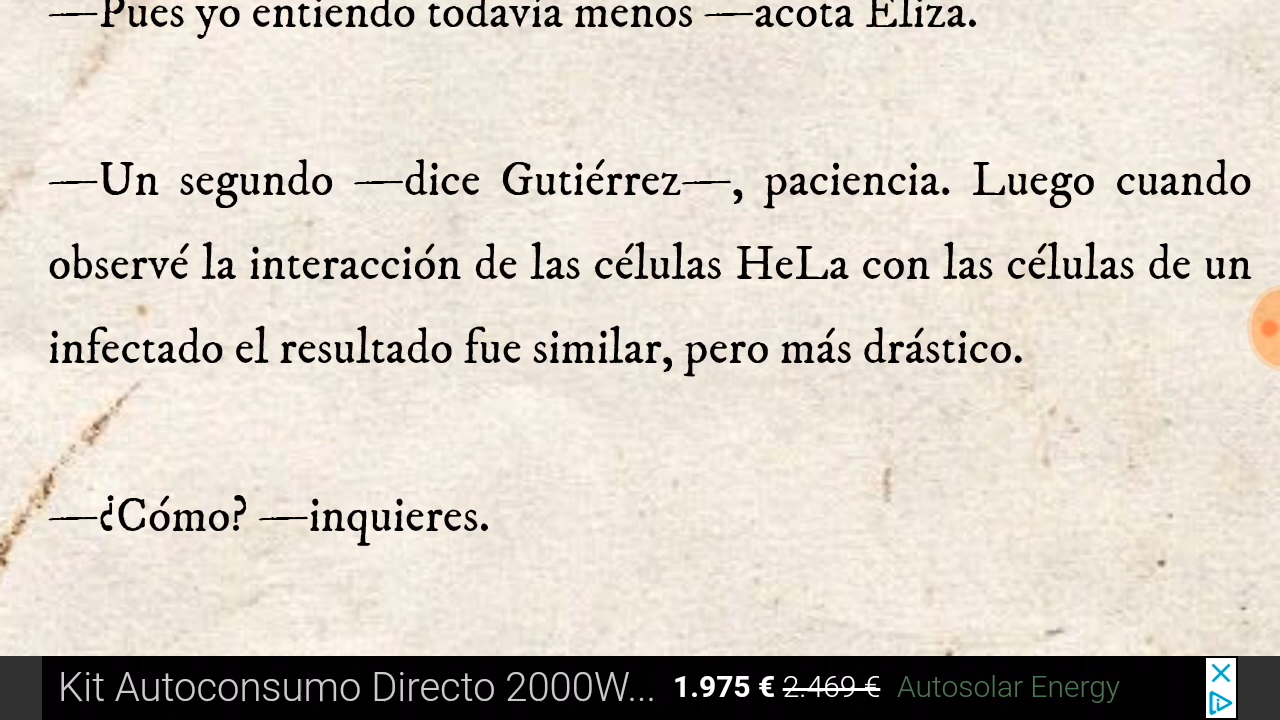 —Pues yo entiendo todavía menos —acota Eliza.
—Un segundo —dice Gutiérrez—, paciencia. Luego cuando
observé la interacción de las células HeLa con las células de un
infectado el resultado fue similar, pero más drástico.
—¿Cómo? —inquieres.
Kit Autoconsumo Directo 2000W... 1.975 € 2.469 € Autosolar Energy